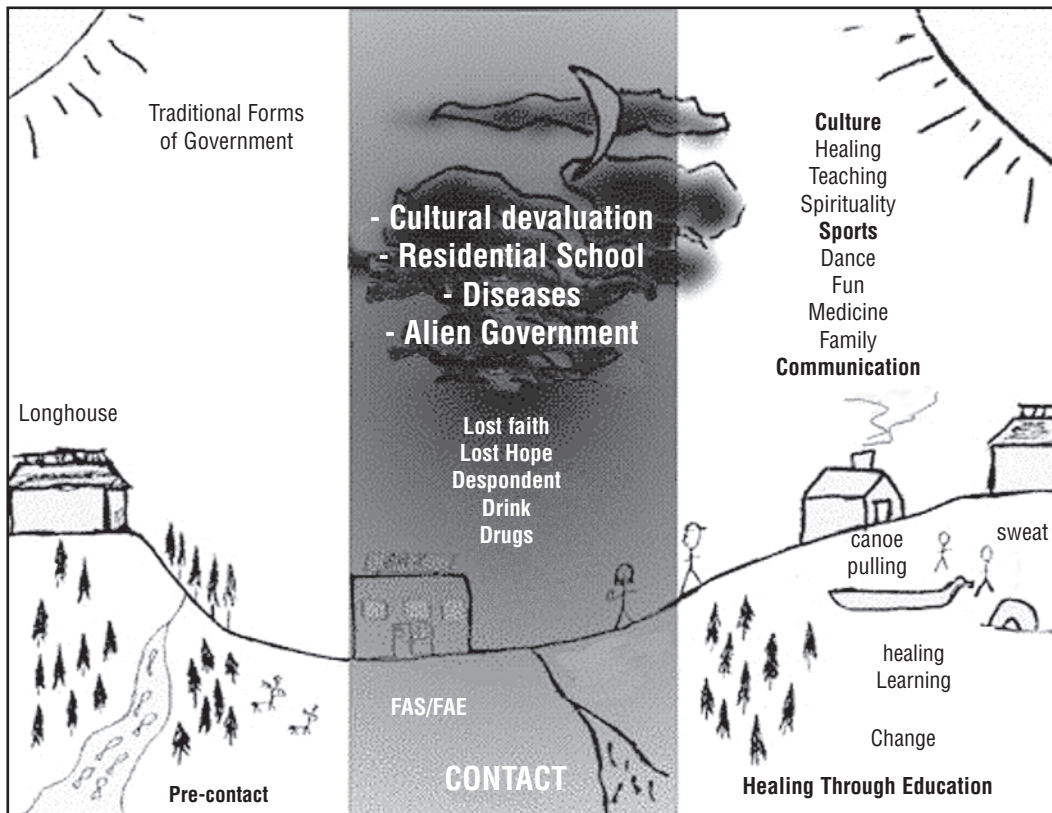 Traditional Forms
of Government
Longhouse
Pre-contact
- Cultural devaluation
- Residential School
- Diseases
- Alien Government
Lost faith
Lost Hope
Despondent
Drink
Drugs
FAS/FAE
CONTACT
Culture
Healing
Teaching
Spirituality
Sports
Dance
Fun
Medicine
Family
Communication
canoe
pulling
sweat
healing
Learning
Change
Healing Through Education